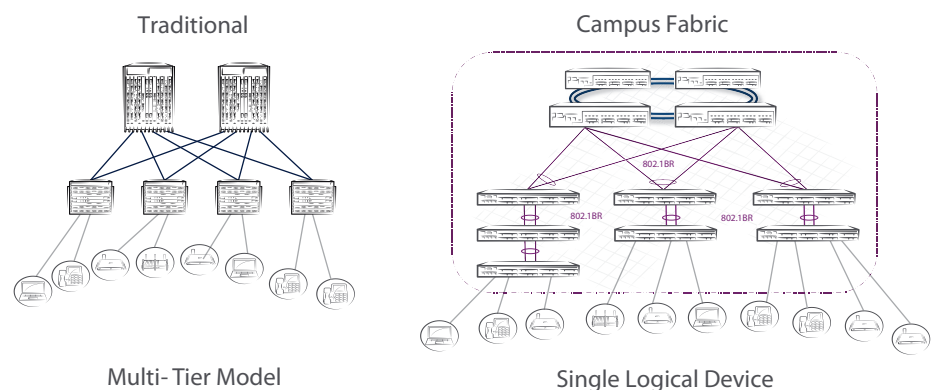 Traditional
Campus Fabric
802.1BR
802.1BR
802.1BR
Multi- Tier Model
Single Logical Device